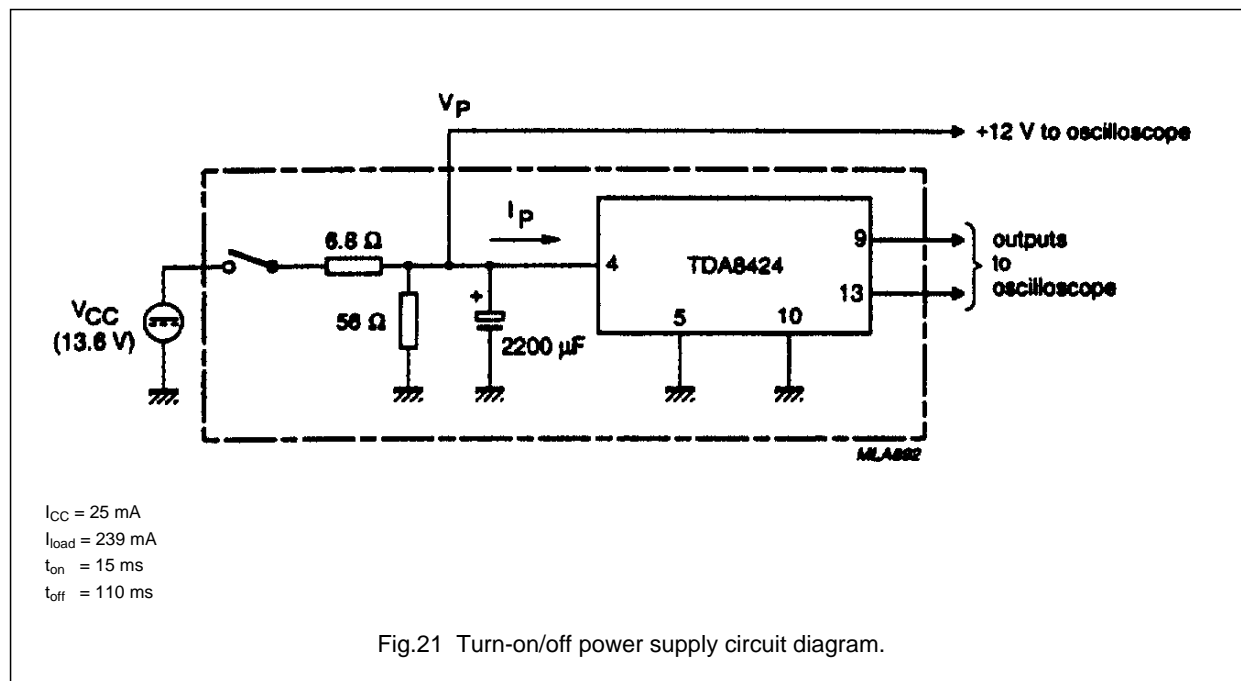 VP
+12 V to oscilloscope
IP
6.8 Ω
4
TDA8424
9
13
5
10
outputs
to
oscilloscope
VCC
(13.6 V)
56 Ω
+
2200 µF
MLA892
ICC = 25 mA
Iload = 239 mA
ton = 15 ms
toff = 110 ms
Fig.21 Turn-on/off power supply circuit diagram.